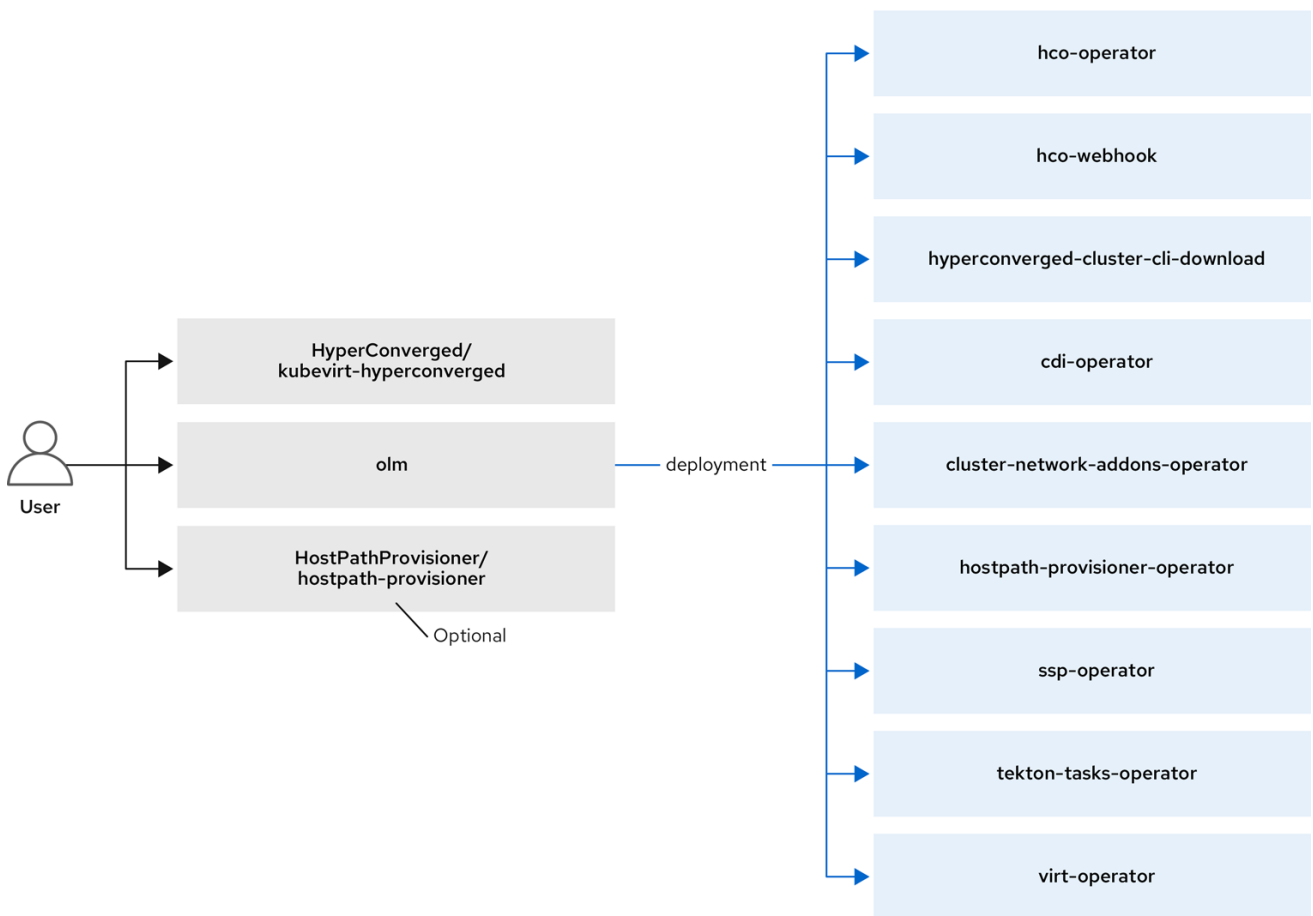 User
HyperConverged/
kubevirt-hyperconverged
olm
HostPathProvisioner/
hostpath-provisioner
Optional
deployment
hco-operator
hco-webhook
hyperconverged-cluster-cli-download
cdi-operator
cluster-network-addons-operator
hostpath-provisioner-operator
ssp-operator
tekton-tasks-operator
virt-operator